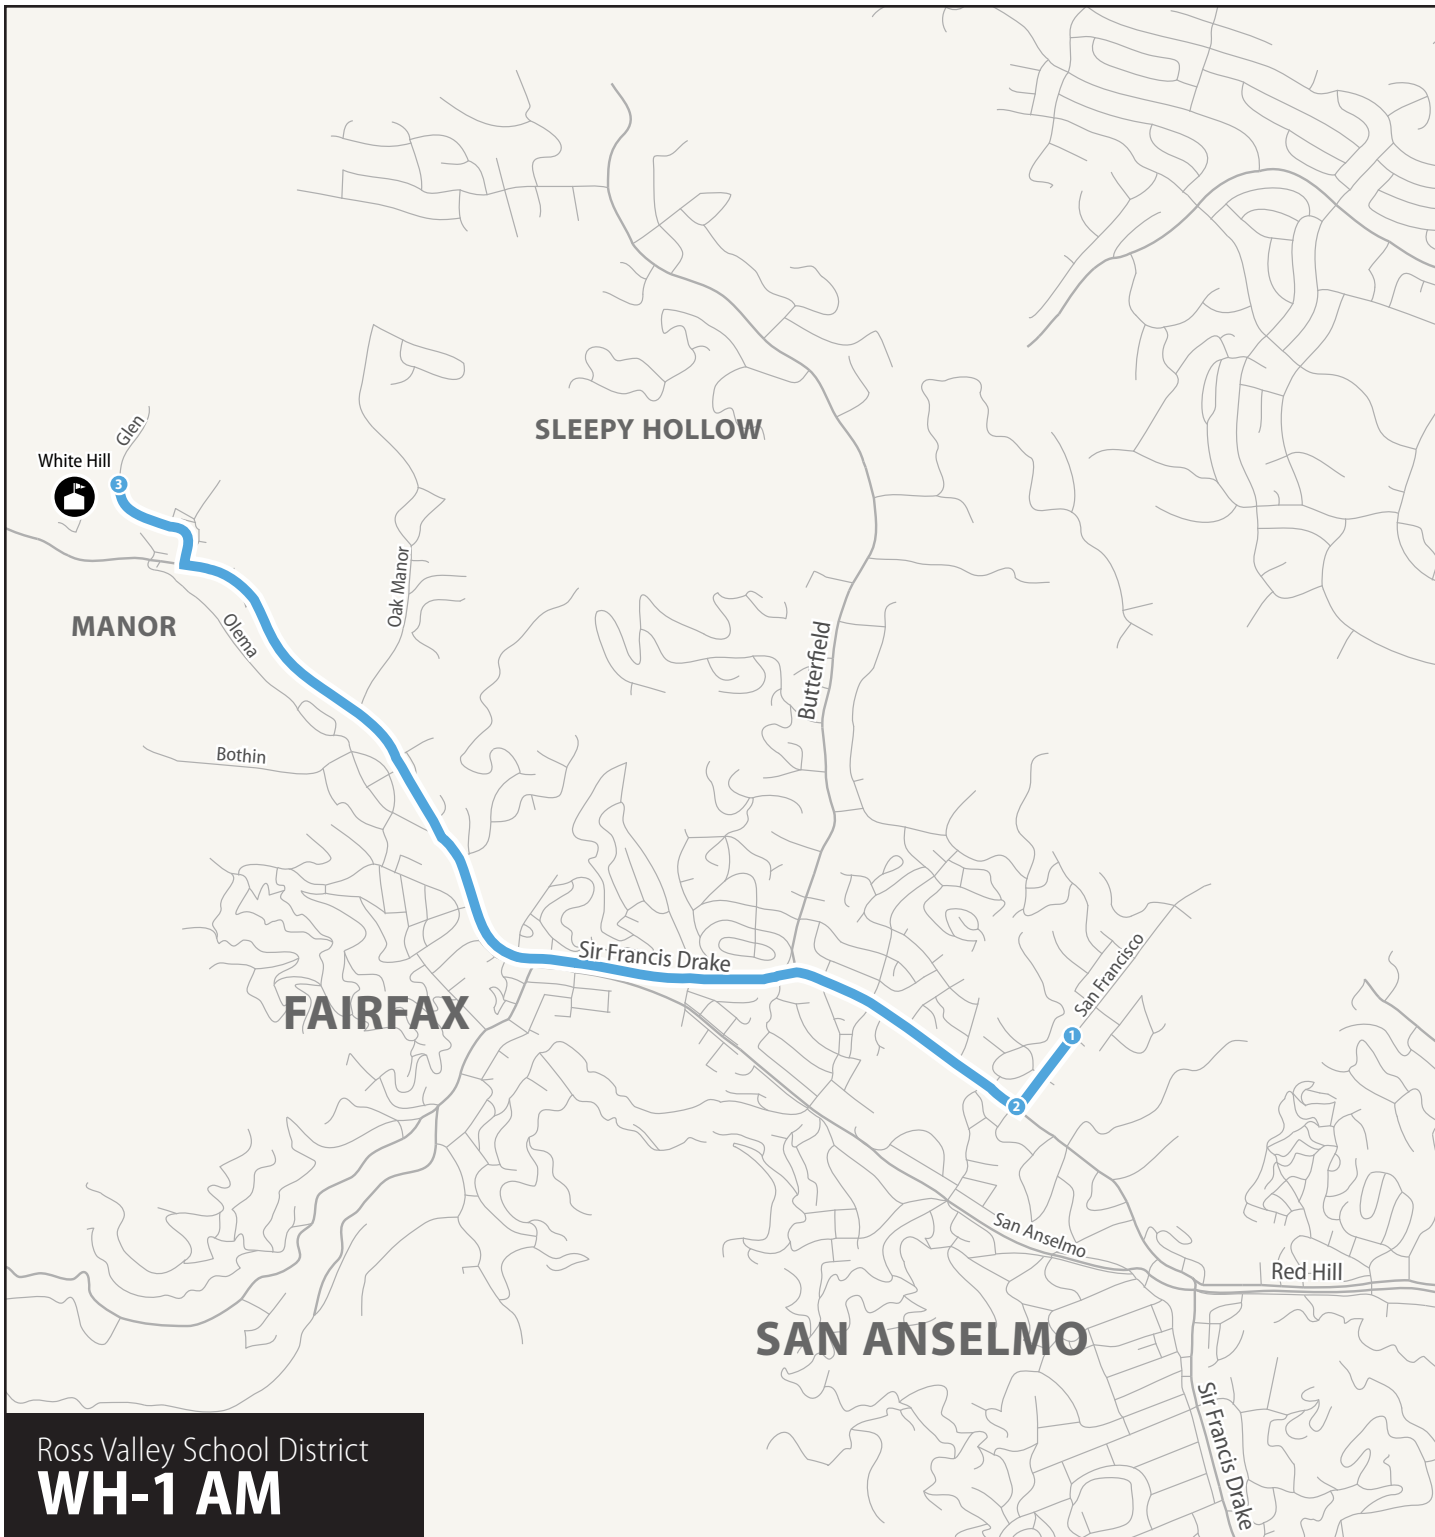 SLEEPY HOLLOW
Glen
White Hill
3
Oak Manor
MANOR
Olema
Butterfield
Bothin
Sir Francis Drake
San Francisco
FAIRFAX
1
2
San Anselmo
Red Hill
SAN ANSELMO
Sir Francis Drake
Ross Valley School District
WH-1 AM